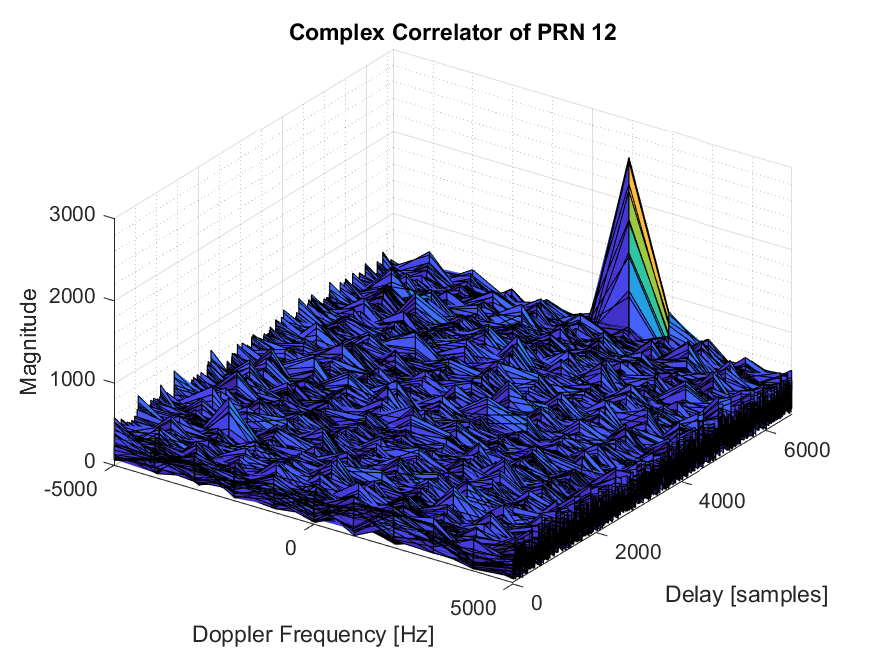 Complex Correlator of PRN 12
3000
2000
1000
0
Magnitude
-5000
0
5000
Doppler Frequency [Hz]
0
2000
4000
6000
Delay [samples]